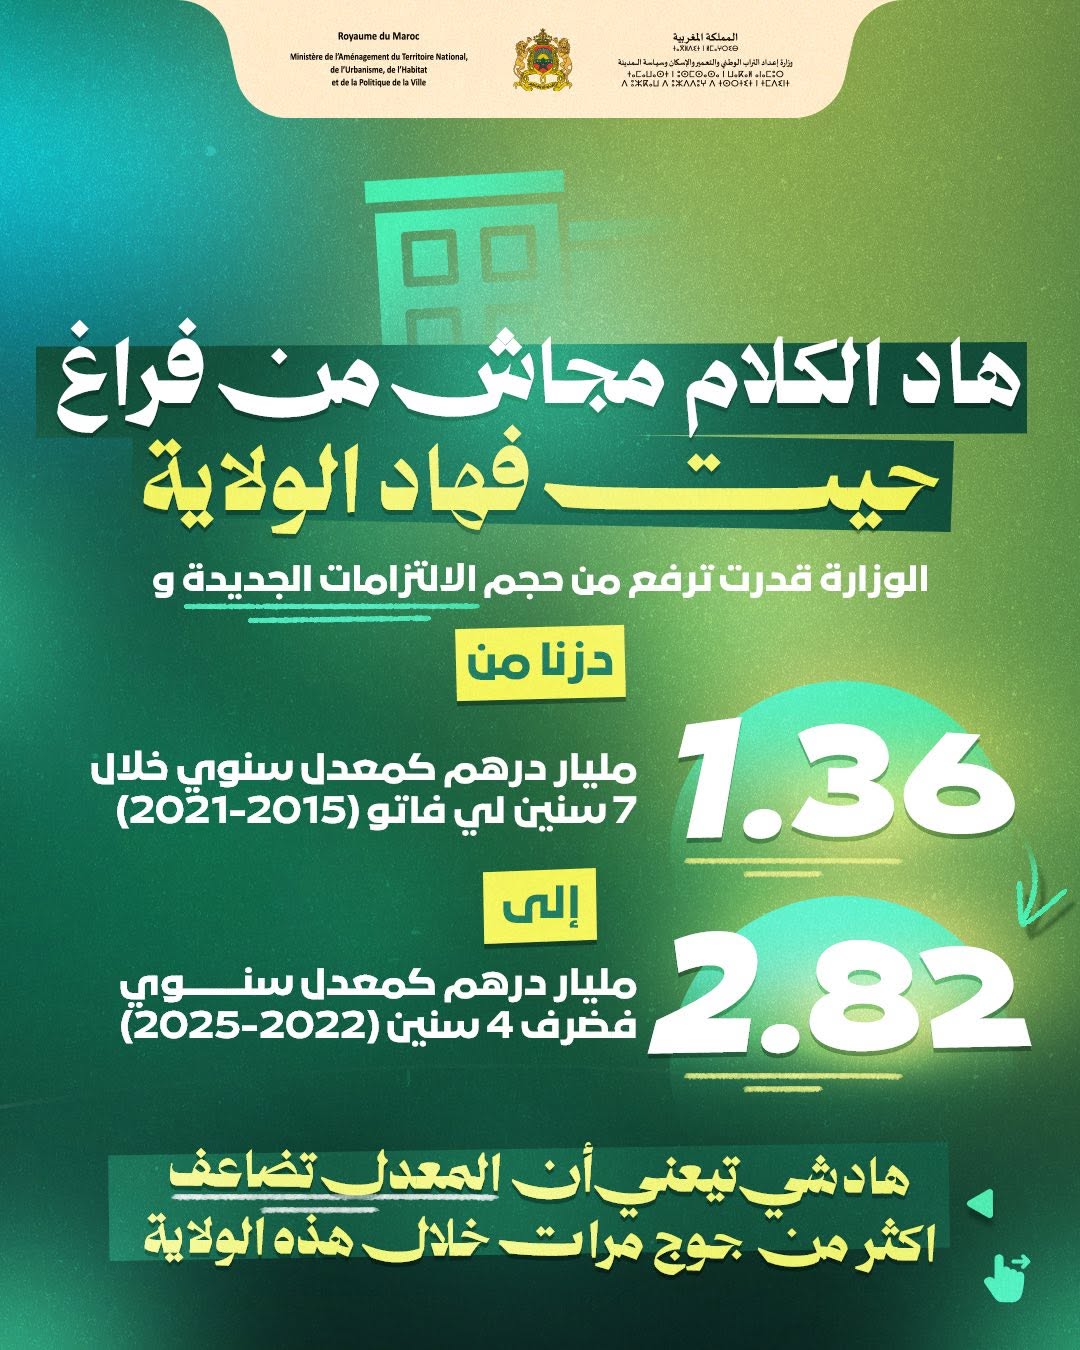 Royaume du Maroc
Ministère de l'Aménagement du Territoire National,
de l'Urbanisme, de l'Habitat
et de la Politique de la Ville
المملكة المغربية
ⵜⴰⴳⵍⴷⵉⵜ ⵏ ⵍⵎⵖⵔⵉⴱ
وزارة إعداد التراب الوطني والتعمير والإسكان وسياسة المدينة
هاد الكلام مجاش من فراغ
حيت فهاد الولاية
الوزارة قدرت ترفع من حجم الالتزامات الجديدة و
دزنا من
1.36
مليار درهم كمعدل سنوي خلال
7 سنين لي فاتو (2015-2021)
إلى
2.82
مليار درهم كمعدل سنـــوي
فضرف 4 سنين (2022-2025)
هادشي تيعني أن المعدل تضاعف
اكثر من جوج مرات خلال هذه الولاية